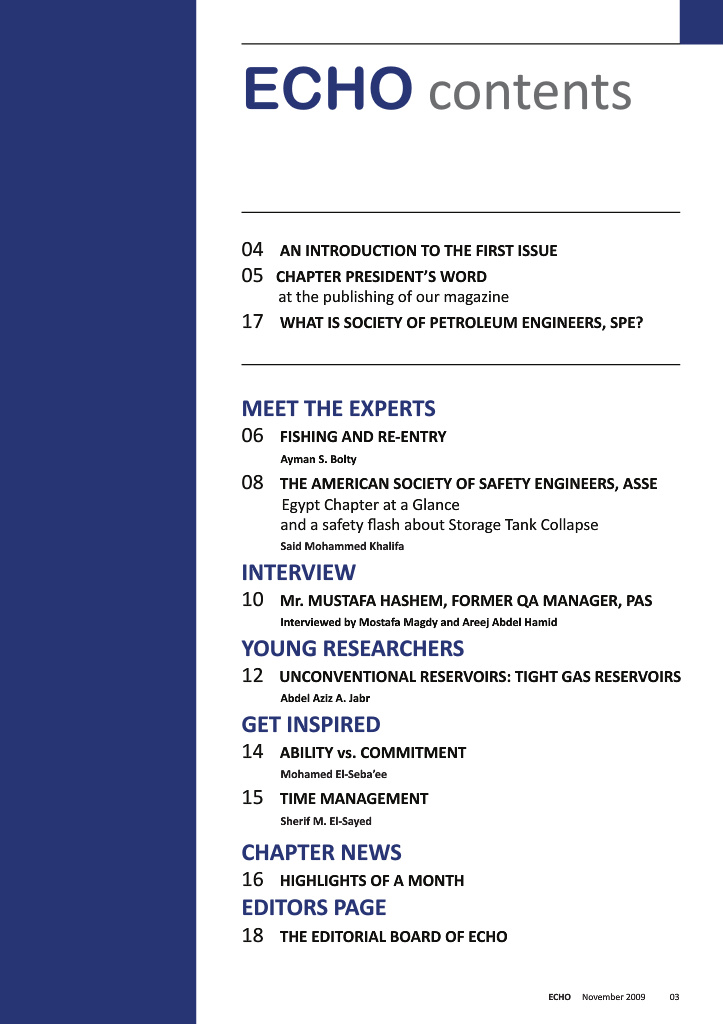 ECHO contents
04 AN INTRODUCTION TO THE FIRST ISSUE
05 CHAPTER PRESIDENT’S WORD
at the publishing of our magazine
17 WHAT IS SOCIETY OF PETROLEUM ENGINEERS, SPE?
MEET THE EXPERTS
06 FISHING AND RE-ENTRY
Ayman S. Bolty
08 THE AMERICAN SOCIETY OF SAFETY ENGINEERS, ASSE
Egypt Chapter at a Glance
and a safety flash about Storage Tank Collapse
Said Mohammed Khalifa
INTERVIEW
10 Mr. MUSTAFA HASHEM, FORMER QA MANAGER, PAS
Interviewed by Mostafa Magdy and Areej Abdel Hamid
YOUNG RESEARCHERS
12 UNCONVENTIONAL RESERVOIRS: TIGHT GAS RESERVOIRS
Abdel Aziz A. Jabr
GET INSPIRED
14 ABILITY vs. COMMITMENT
Mohamed El-Seba’ee
15 TIME MANAGEMENT
Sherif M. El-Sayed
CHAPTER NEWS
16 HIGHLIGHTS OF A MONTH
EDITORS PAGE
18 THE EDITORIAL BOARD OF ECHO
ECHO November 2009 03